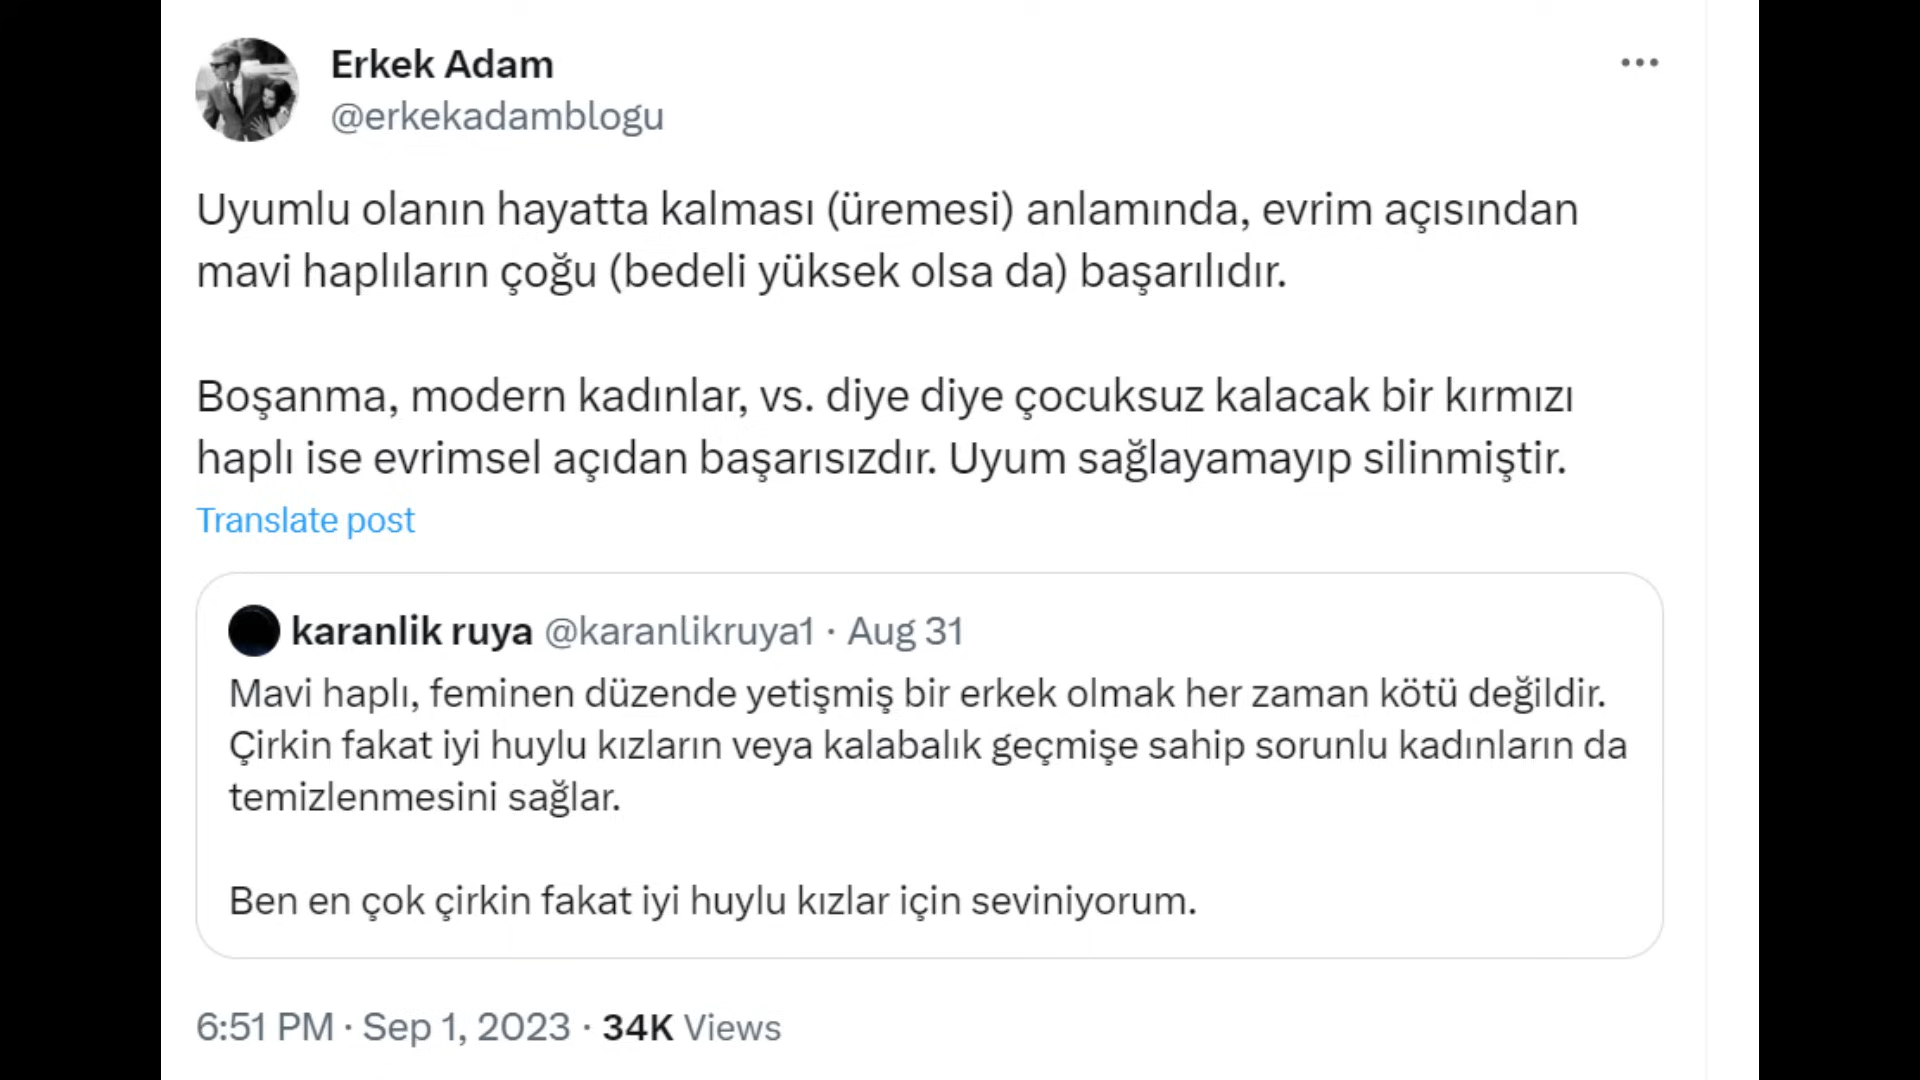 Erkek Adam
@erkekadamblogu
Uyumlu olanın hayatta kalması (üremesi) anlamında, evrim açısından
mavi haplıların çoğu (bedeli yüksek olsa da) başarılıdır.
Boşanma, modern kadınlar, vs. diye diye çocuksuz kalacak bir kırmızı
haplı ise evrimsel açıdan başarısızdır. Uyum sağlayamayıp silinmiştir.
Translate post
karanlik ruya @karanlikruya1 · Aug 31
Mavi haplı, feminen düzende yetişmiş bir erkek olmak her zaman kötü değildir.
Çirkin fakat iyi huylu kızların veya kalabalık geçmişe sahip sorunlu kadınların da
temizlenmesini sağlar.
Ben en çok çirkin fakat iyi huylu kızlar için seviniyorum.
6:51 PM · Sep 1, 2023 · 34K Views